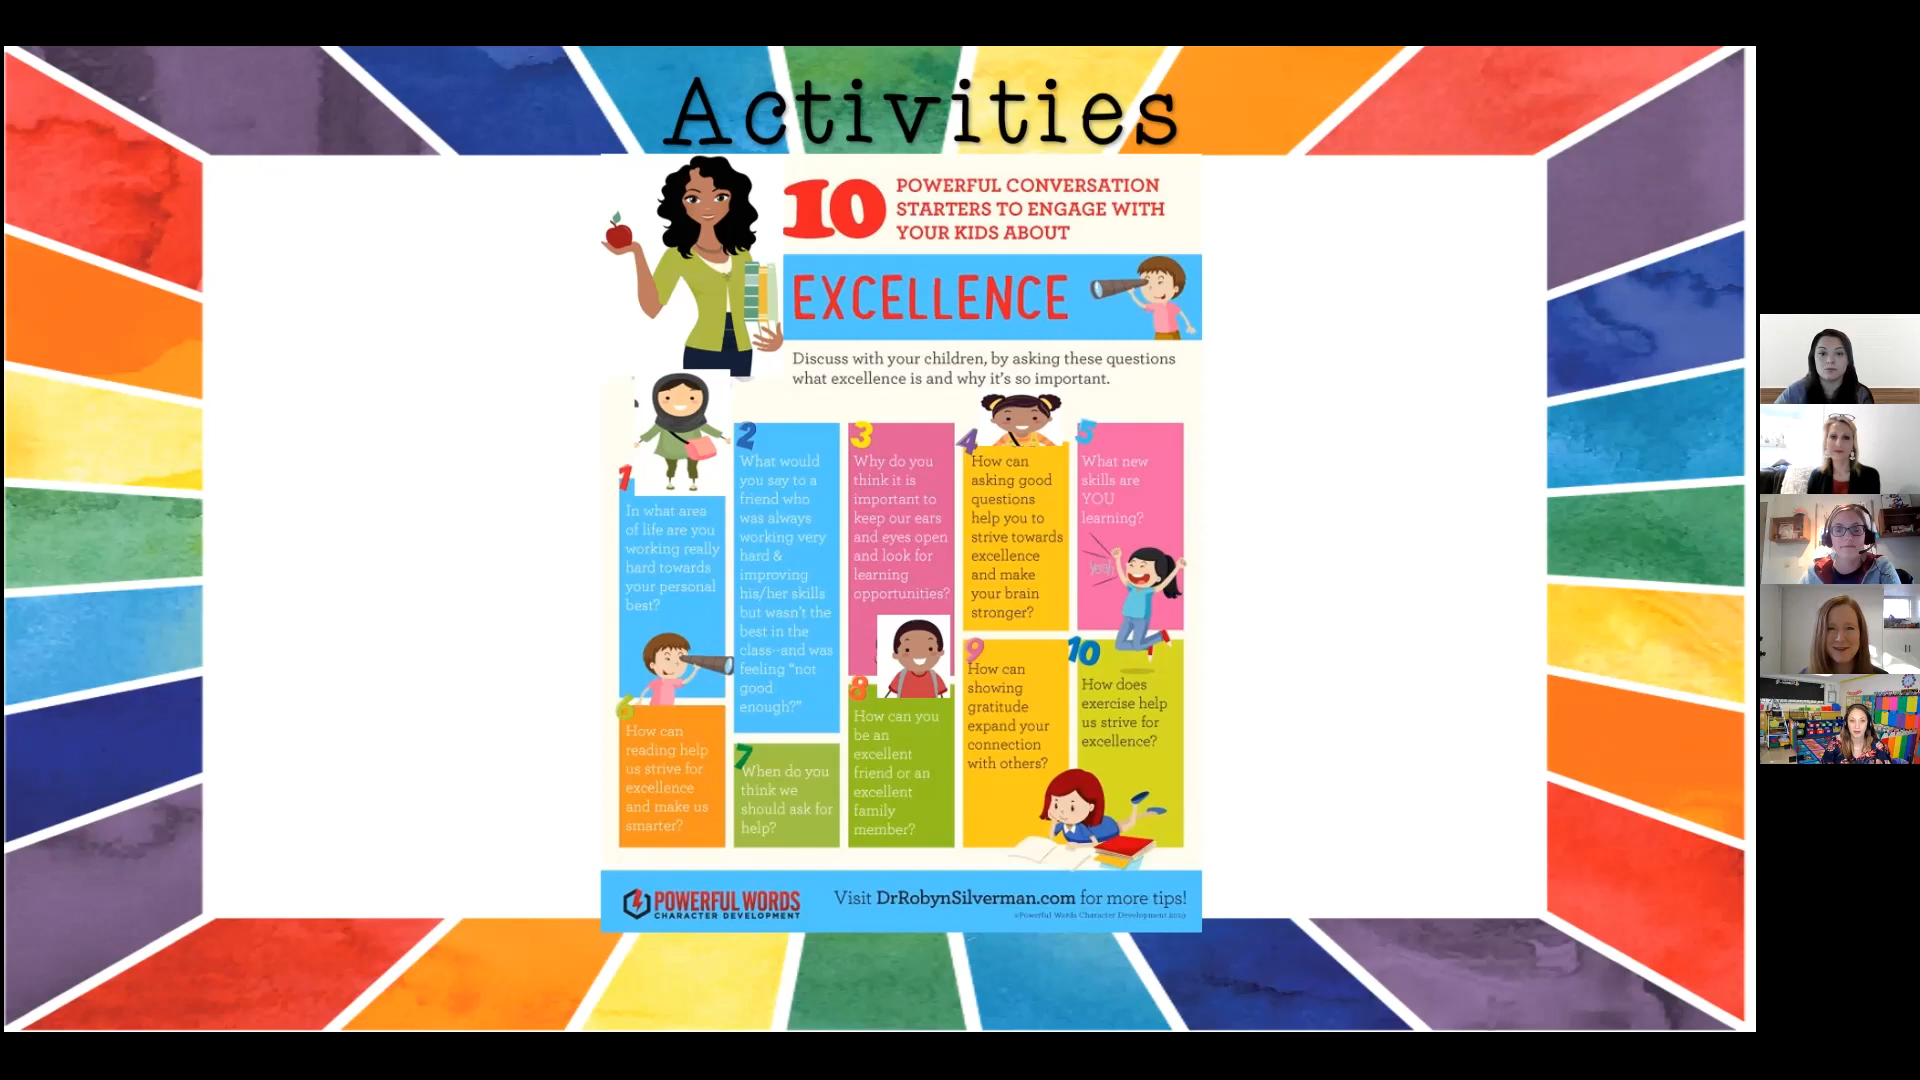 Activities
10
POWERFUL CONVERSATION
STARTERS TO ENGAGE WITH
YOUR KIDS ABOUT
EXCELLENCE
Discuss with your children, by asking these questions
what excellence is and why it's so important.
1
In what area
of life are you
working really
hard towards
your personal
best?
2
What would
you say to a
friend who
was always
working very
hard &
improving
his/her skills
but wasn't the
best in the
class--and was
feeling "not
good
enough?"
3
Why do you
think it is
important to
keep our ears
and eyes open
and look for
learning
opportunities?
4
How can
asking good
questions
help you to
strive towards
excellence
and make
your brain
stronger?
5
What new
skills are
YOU
learning?
yeah
6
How can
reading help
us strive for
excellence
and make us
smarter?
7
When do you
think we
should ask for
help?
8
How can you
be an
excellent
friend or an
excellent
family
member?
9
How can
showing
gratitude
expand your
connection
with others?
10
How does
exercise help
us strive for
excellence?
POWERFUL WORDS
CHARACTER DEVELOPMENT
Visit DrRobynSilverman.com for more tips!
©Powerful Words Character Development 2019